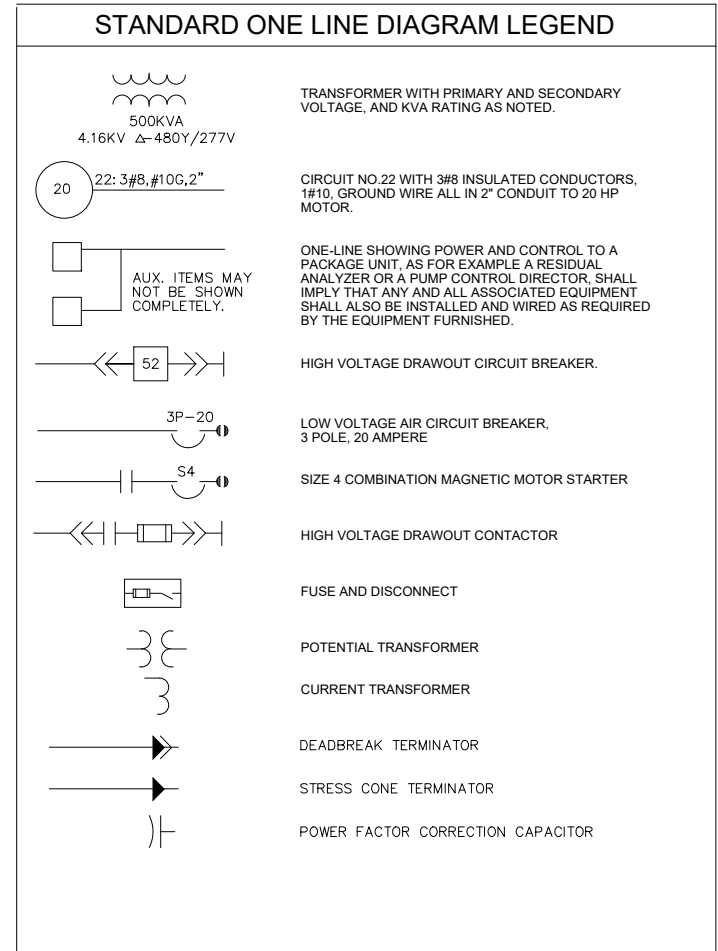 STANDARD ONE LINE DIAGRAM LEGEND
500KVA
4.16KV Δ-480Y/277V
TRANSFORMER WITH PRIMARY AND SECONDARY
VOLTAGE, AND KVA RATING AS NOTED.
20
22: 3#8,#10G,2"
CIRCUIT NO.22 WITH 3#8 INSULATED CONDUCTORS,
1#10, GROUND WIRE ALL IN 2" CONDUIT TO 20 HP
MOTOR.
AUX. ITEMS MAY
NOT BE SHOWN
COMPLETELY.
ONE-LINE SHOWING POWER AND CONTROL TO A
PACKAGE UNIT, AS FOR EXAMPLE A RESIDUAL
ANALYZER OR A PUMP CONTROL DIRECTOR, SHALL
IMPLY THAT ANY AND ALL ASSOCIATED EQUIPMENT
SHALL ALSO BE INSTALLED AND WIRED AS REQUIRED
BY THE EQUIPMENT FURNISHED.
52
HIGH VOLTAGE DRAWOUT CIRCUIT BREAKER.
3P-20
LOW VOLTAGE AIR CIRCUIT BREAKER,
3 POLE, 20 AMPERE
S4
SIZE 4 COMBINATION MAGNETIC MOTOR STARTER
HIGH VOLTAGE DRAWOUT CONTACTOR
FUSE AND DISCONNECT
POTENTIAL TRANSFORMER
CURRENT TRANSFORMER
DEADBREAK TERMINATOR
STRESS CONE TERMINATOR
POWER FACTOR CORRECTION CAPACITOR